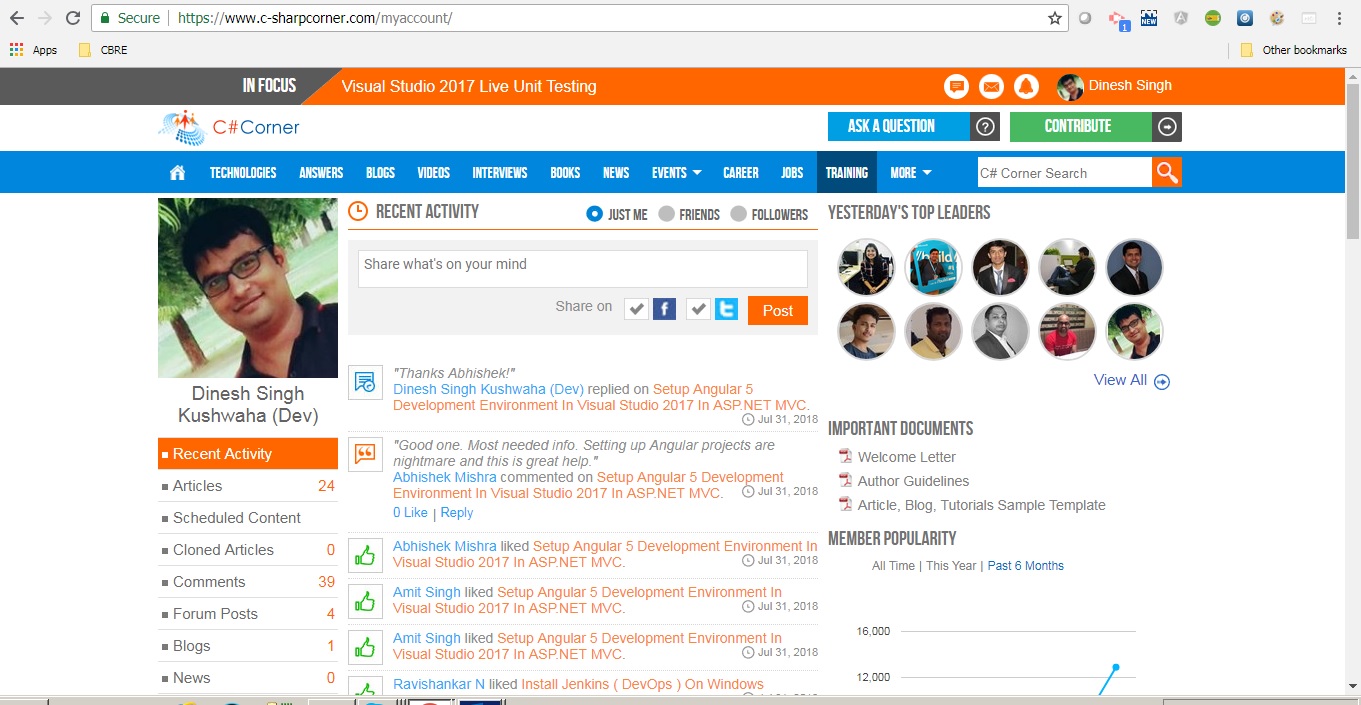 Secure
https://www.c-sharpcorner.com/myaccount/
1
NEW
Apps
CBRE
Other bookmarks
IN FOCUS
Visual Studio 2017 Live Unit Testing
Dinesh Singh
C# Corner
ASK A QUESTION ?
CONTRIBUTE
TECHNOLOGIES ANSWERS BLOGS VIDEOS INTERVIEWS BOOKS NEWS EVENTS CAREER JOBS TRAINING MORE
C# Corner Search
Dinesh Singh
Kushwaha (Dev)
Recent Activity
Articles 24
Scheduled Content
Cloned Articles 0
Comments 39
Forum Posts 4
Blogs 1
News 0
RECENT ACTIVITY
JUST ME FRIENDS FOLLOWERS
Share what's on your mind
Share on
f
Post
"Thanks Abhishek!"
Dinesh Singh Kushwaha (Dev) replied on Setup Angular 5
Development Environment In Visual Studio 2017 In ASP.NET MVC.
Jul 31, 2018
"Good one. Most needed info. Setting up Angular projects are
nightmare and this is great help."
Abhishek Mishra commented on Setup Angular 5 Development
Environment In Visual Studio 2017 In ASP.NET MVC.
Jul 31, 2018
0 Like | Reply
Abhishek Mishra liked Setup Angular 5 Development Environment In
Visual Studio 2017 In ASP.NET MVC.
Jul 31, 2018
Amit Singh liked Setup Angular 5 Development Environment In
Visual Studio 2017 In ASP.NET MVC.
Jul 31, 2018
Amit Singh liked Setup Angular 5 Development Environment In
Visual Studio 2017 In ASP.NET MVC.
Jul 31, 2018
Ravishankar N liked Install Jenkins ( DevOps ) On Windows
YESTERDAY'S TOP LEADERS
View All
IMPORTANT DOCUMENTS
Welcome Letter
Author Guidelines
Article, Blog, Tutorials Sample Template
MEMBER POPULARITY
All Time | This Year | Past 6 Months
16,000
12,000